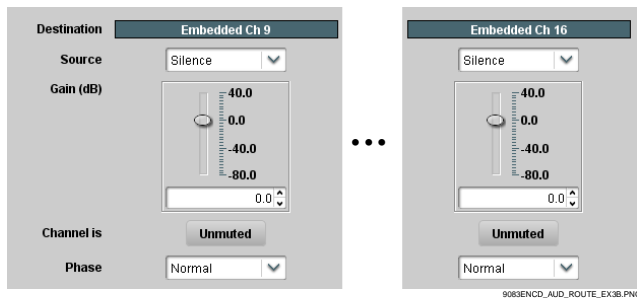 Destination Embedded Ch 9 Embedded Ch 16
Source Silence Silence
Gain (dB) 40.0 40.0
0.0 0.0
-40.0 -40.0
-80.0 -80.0
0.0 0.0
Channel is Unmuted Unmuted
Phase Normal Normal
9083ENCD_AUD_ROUTE_EX3B.PNG